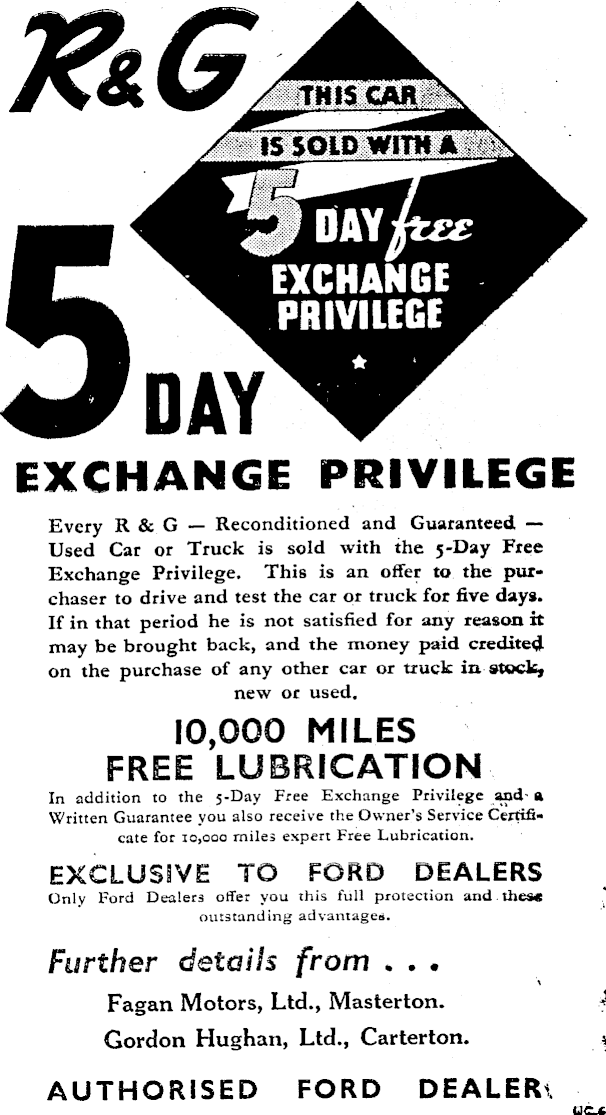 R & G
THIS CAR
IS SOLD WITH A
5
DAY free
EXCHANGE
PRIVILEGE
5 DAY
EXCHANGE PRIVILEGE
Every R & G — Reconditioned and Guaranteed —
Used Car or Truck is sold with the 5-Day Free
Exchange Privilege. This is an offer to the pur-
chaser to drive and test the car or truck for five days.
If in that period he is not satisfied for any reason it
may be brought back, and the money paid credited
on the purchase of any other car or truck in stock,
new or used.
10,000 MILES
FREE LUBRICATION
In addition to the 5-Day Free Exchange Privilege and a
Written Guarantee you also receive the Owner's Service Certifi-
cate for 10,000 miles expert Free Lubrication.
EXCLUSIVE TO FORD DEALERS
Only Ford Dealers offer you this full protection and these
outstanding advantages.
Further details from . . .
Fagan Motors, Ltd., Masterton.
Gordon Hughan, Ltd., Carterton.
AUTHORISED FORD DEALER